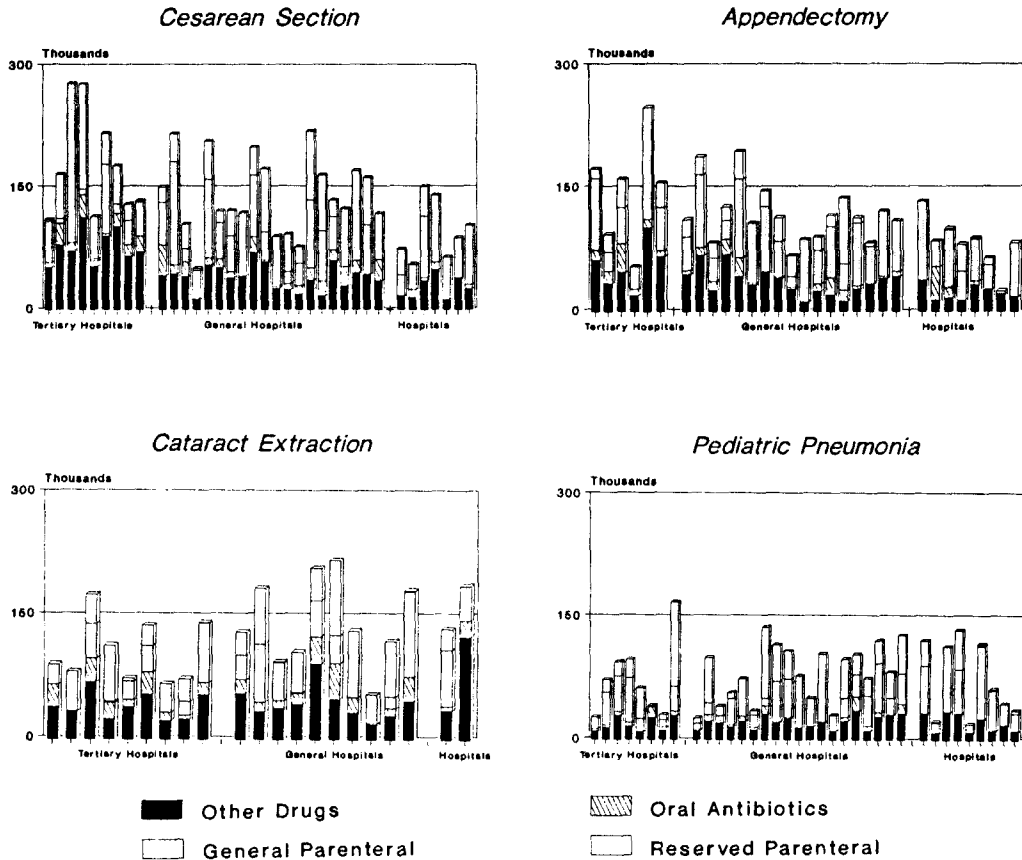 Cesarean Section
Thousands
300
150
0
Tertiary Hospitals
General Hospitals
Hospitals
Appendectomy
Thousands
300
150
0
Tertiary Hospitals
General Hospitals
Hospitals
Cataract Extraction
Thousands
300
150
0
Tertiary Hospitals
General Hospitals
Hospitals
Pediatric Pneumonia
Thousands
300
150
0
Tertiary Hospitals
General Hospitals
Hospitals
Other Drugs
Oral Antibiotics
General Parenteral
Reserved Parenteral